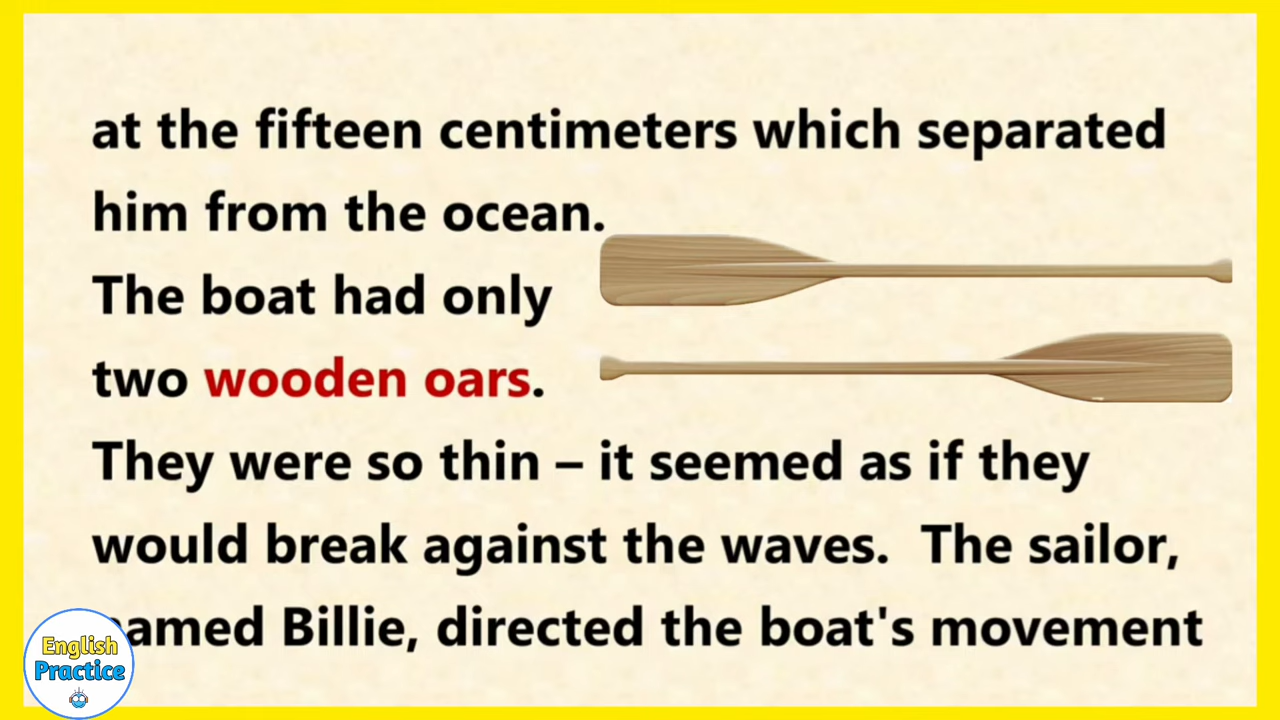 at the fifteen centimeters which separated
him from the ocean.
The boat had only
two wooden oars.
They were so thin – it seemed as if they
would break against the waves.  The sailor,
named Billie, directed the boat's movement
English
Practice